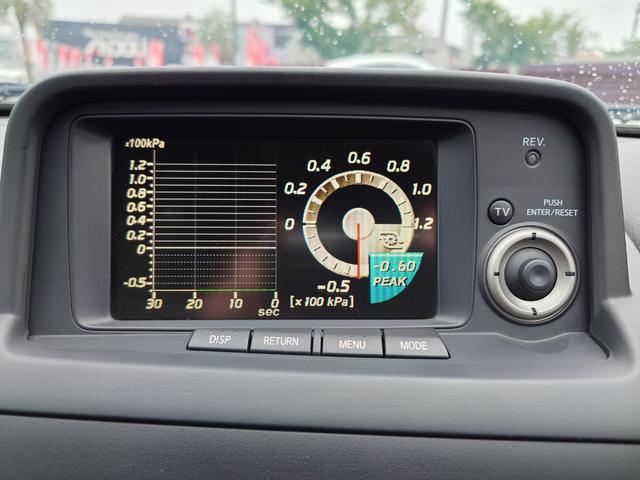 x100kPa
1.2
1.0
0.8
0.6
0.4
0.2
0
-0.5
30 20 10 0
sec
0 0.2 0.4 0.6 0.8 1.0 1.2
-0.5
[x100 kPa]
-0.60
PEAK
REV.
TV
PUSH
ENTER/RESET
DISP RETURN MENU MODE